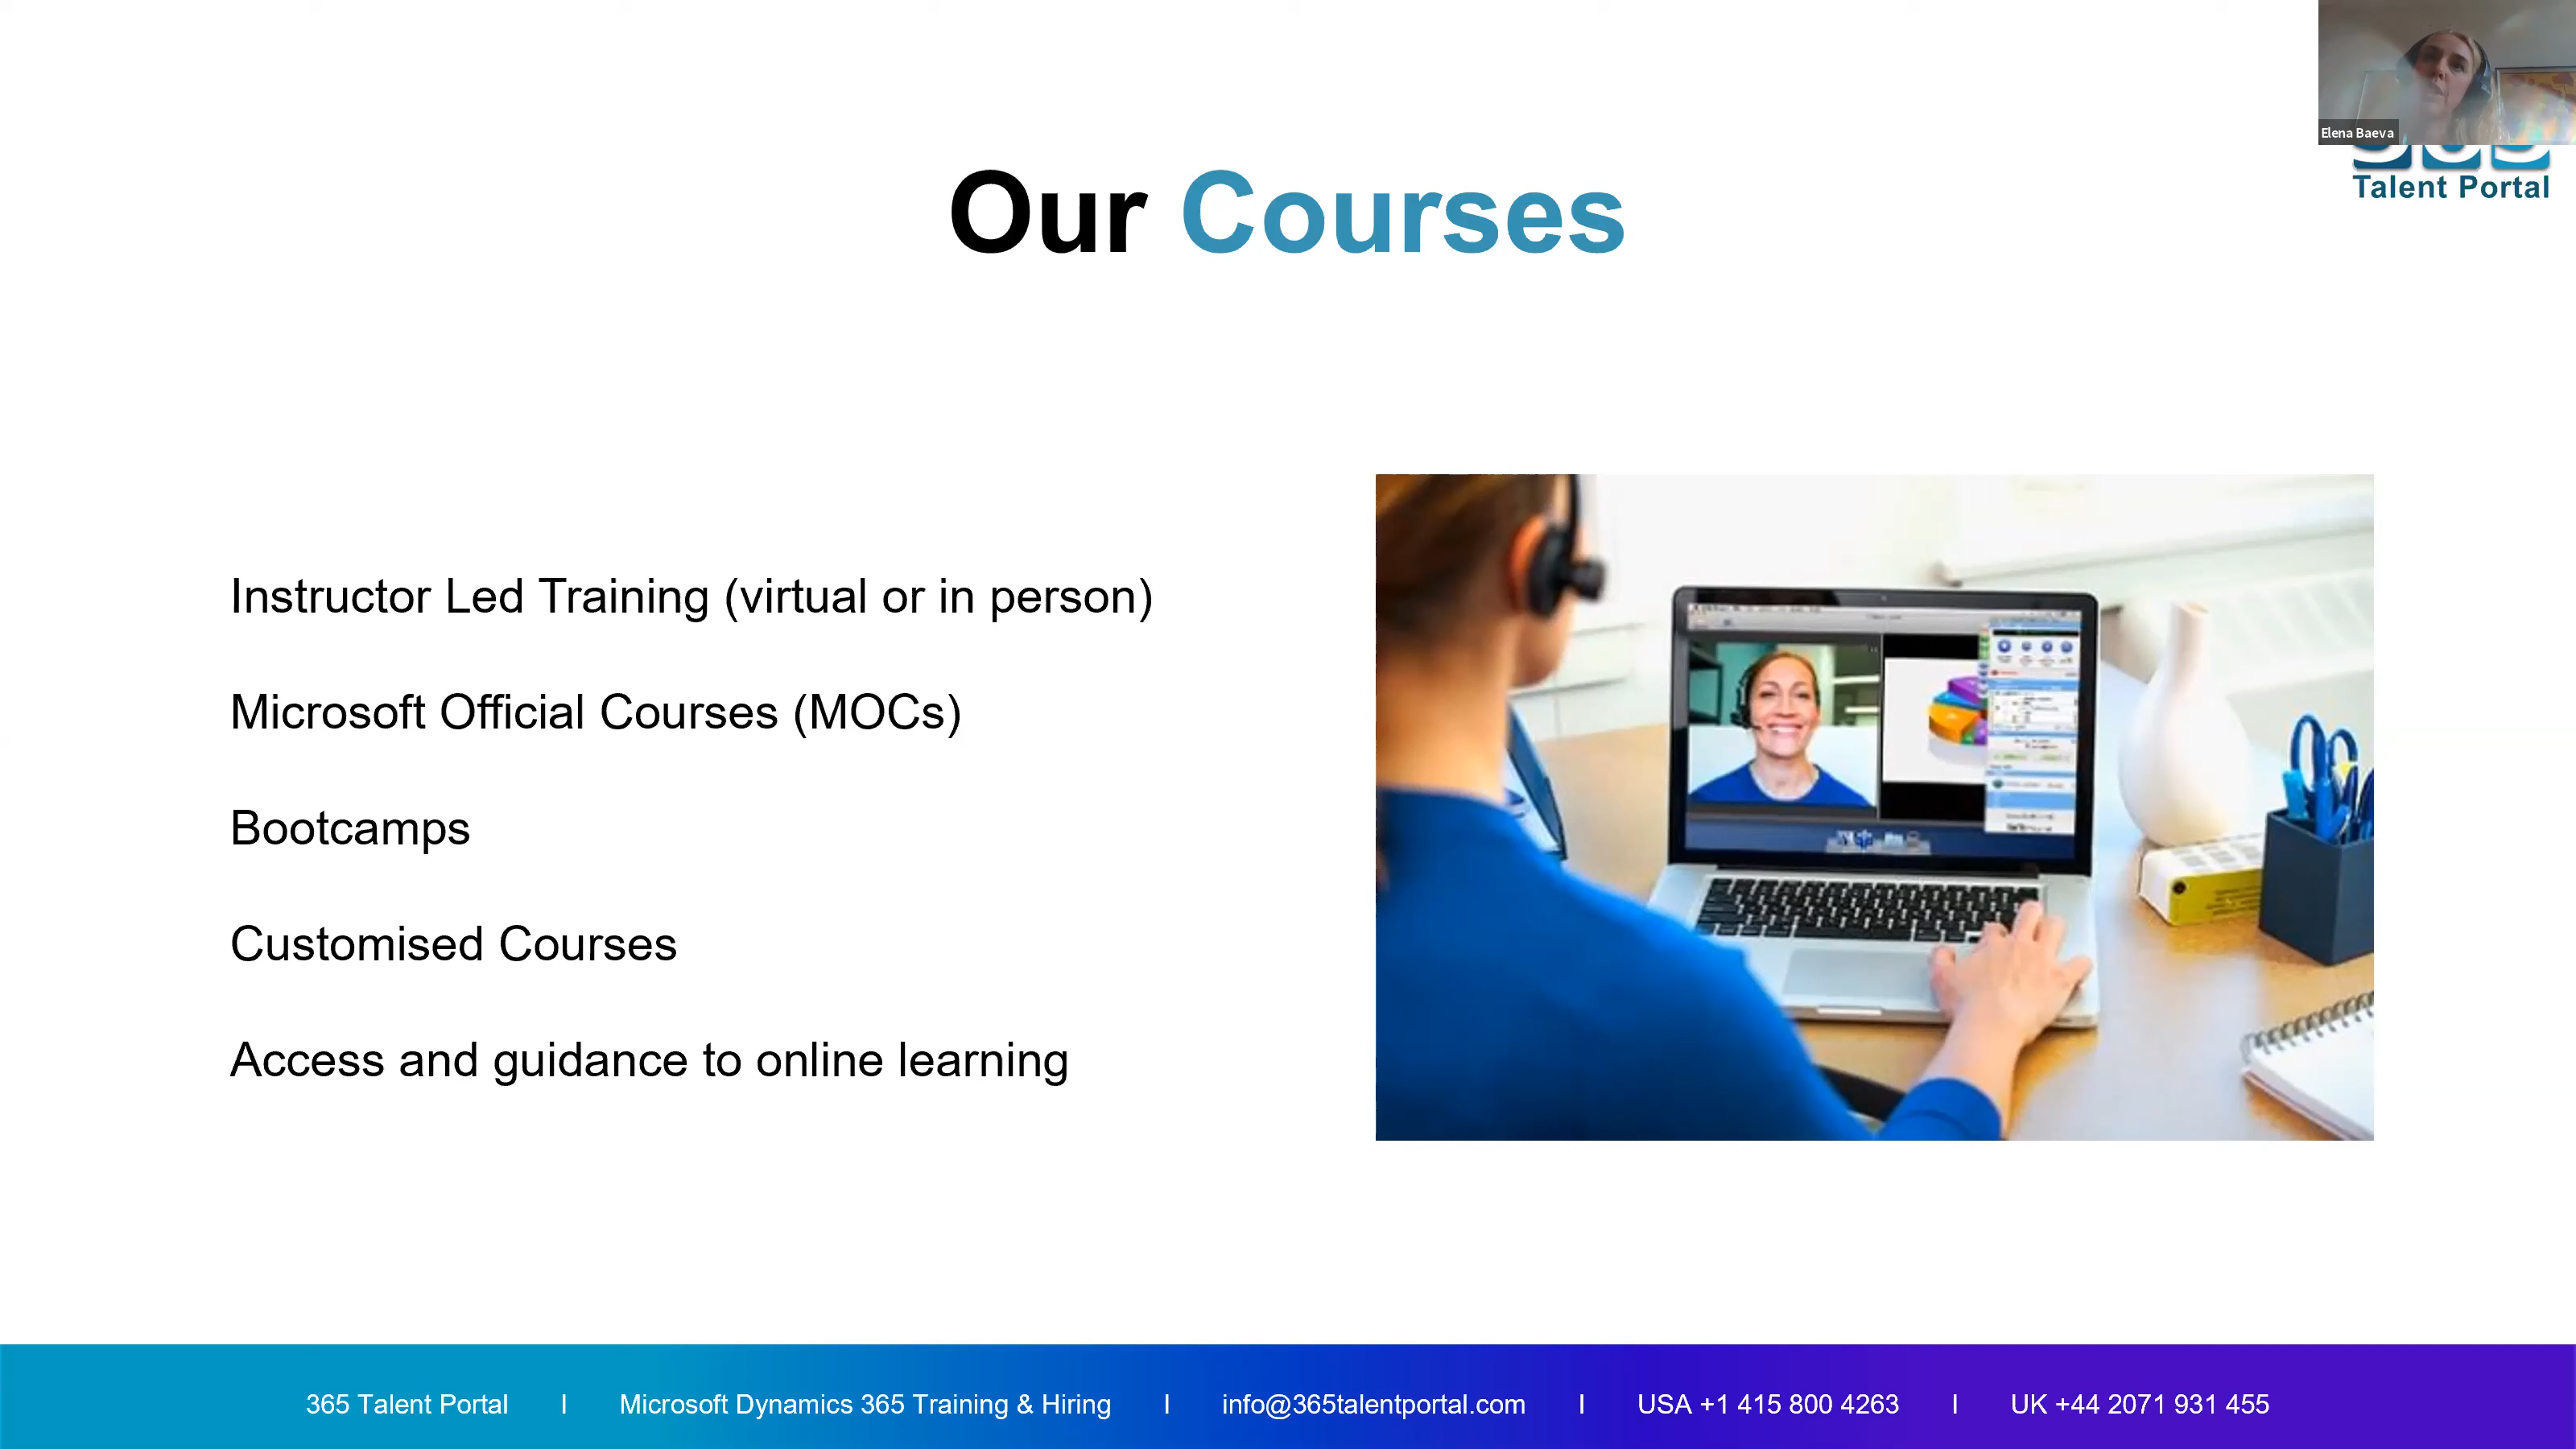 Elena Baeva
Talent Portal
Our Courses
Instructor Led Training (virtual or in person)
Microsoft Official Courses (MOCs)
Bootcamps
Customised Courses
Access and guidance to online learning
365 Talent Portal I Microsoft Dynamics 365 Training & Hiring I info@365talentportal.com I USA +1 415 800 4263 I UK +44 2071 931 455